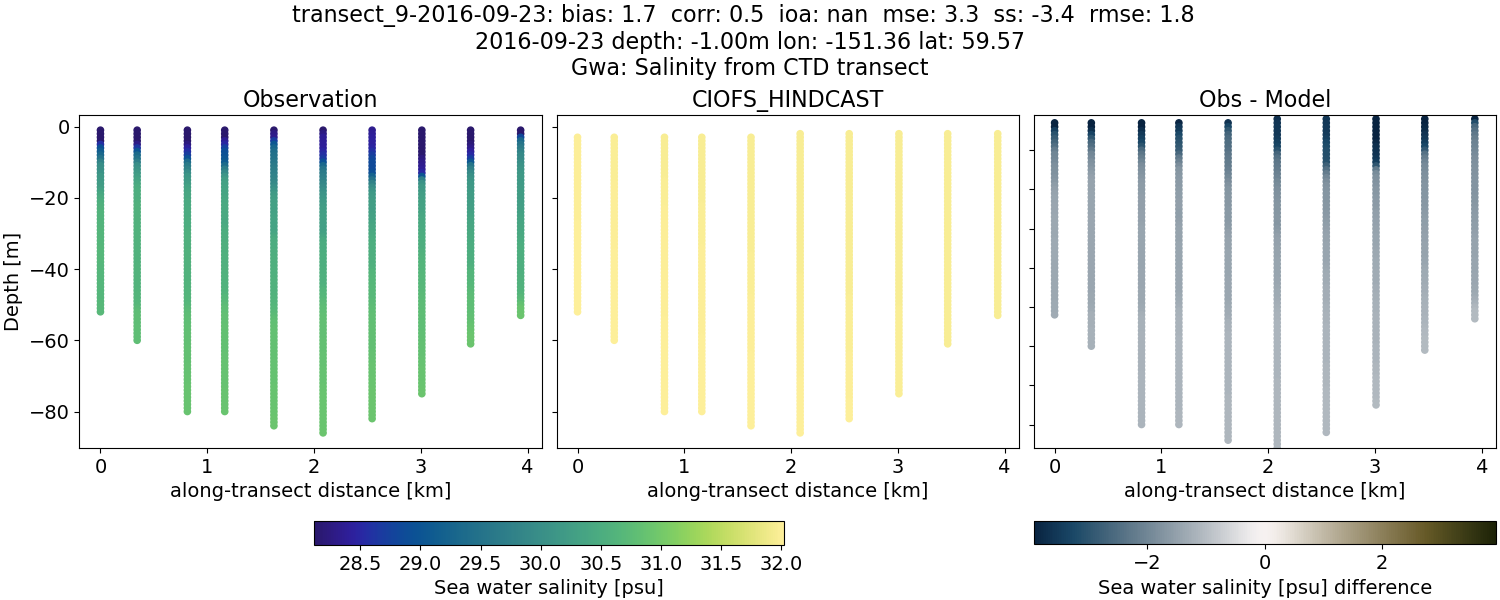 transect_9-2016-09-23: bias: 1.7  corr: 0.5  ioa: nan  mse: 3.3  ss: -3.4  rmse: 1.8
2016-09-23 depth: -1.00m lon: -151.36 lat: 59.57
Gwa: Salinity from CTD transect
Observation
CIOFS_HINDCAST
Obs - Model
Depth [m]
0
−20
−40
−60
−80
0 1 2 3 4
0 1 2 3 4
0 1 2 3 4
along-transect distance [km]
along-transect distance [km]
along-transect distance [km]
28.5 29.0 29.5 30.0 30.5 31.0 31.5 32.0
Sea water salinity [psu]
−2 0 2
Sea water salinity [psu] difference